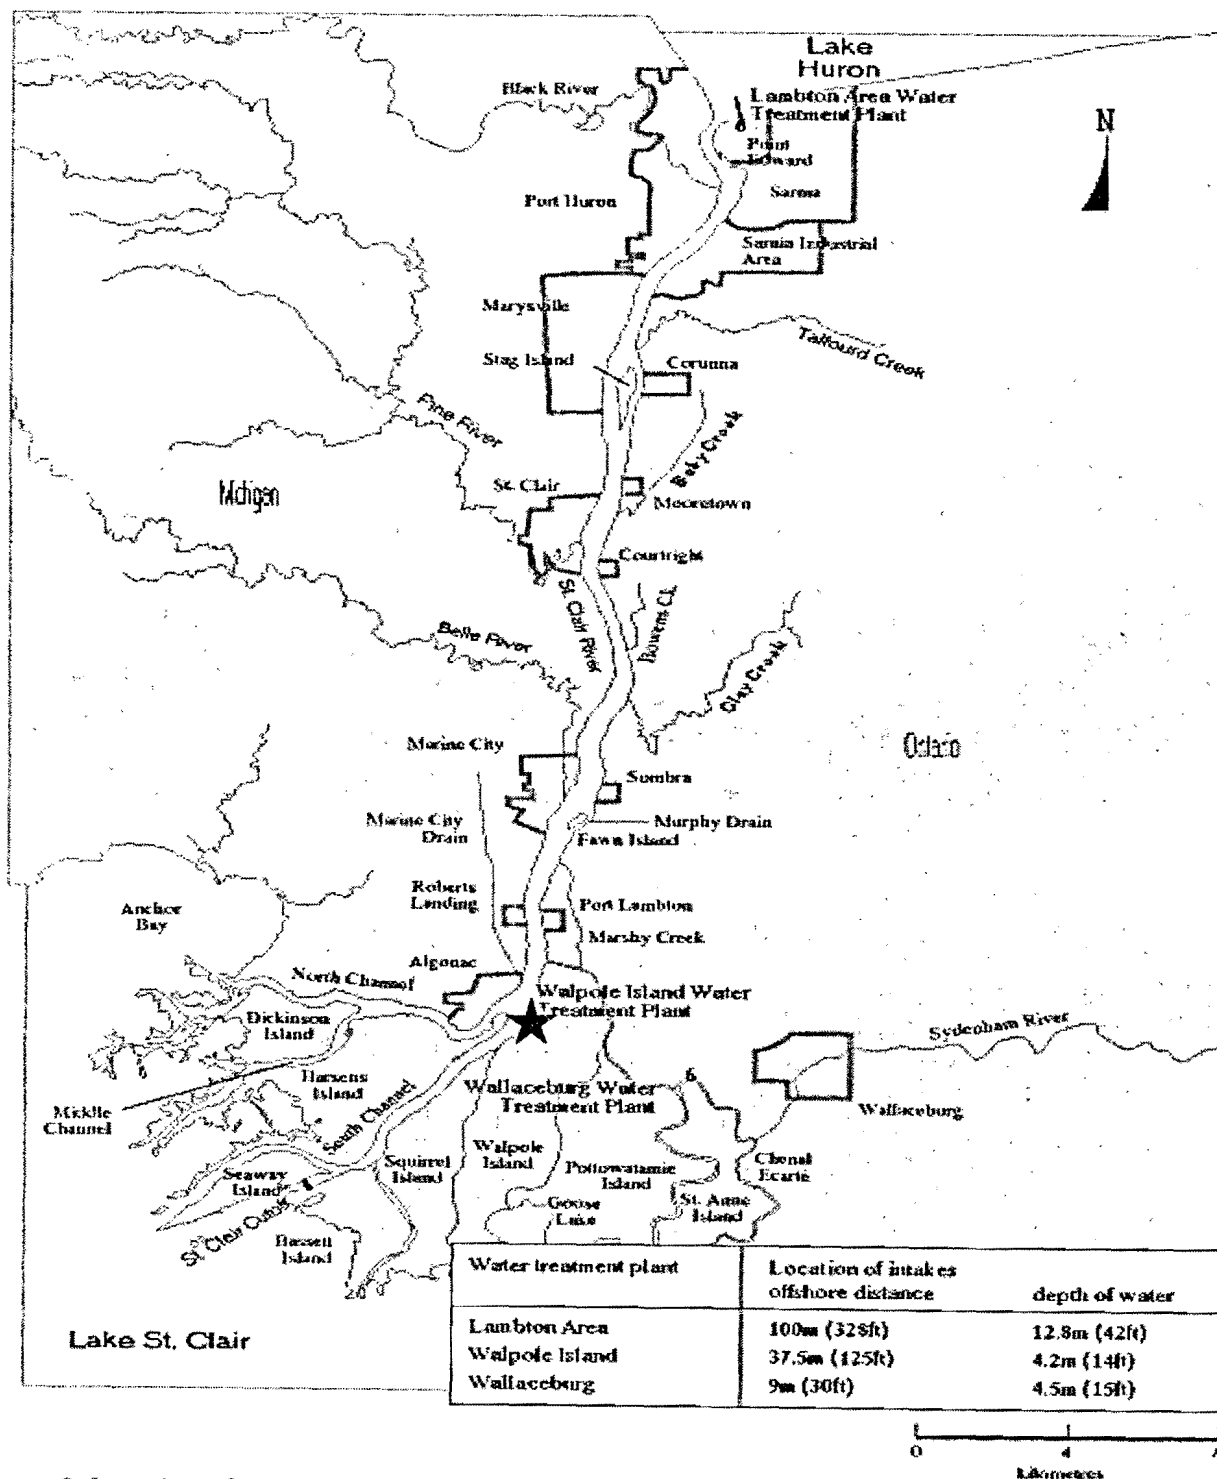 Lake
Huron
Black River
Lambton Area Water
Treatment Plant
N
Point
Edward
Port Huron
Sarnia
Sarnia Industrial
Area
Marysville
Talfourd Creek
Stag Island
Corunna
Pine River
Baby Creek
Michigan
St. Clair
Mooretown
Courtright
St. Clair River
Bowens Ck.
Belle River
Clay Creek
Ontario
Marine City
Sombra
Marine City
Drain
Murphy Drain
Fawn Island
Roberts
Landing
Port Lambton
Anchor
Bay
Marshy Creek
Algonac
North Channel
Walpole Island Water
Treatment Plant
Dickinson
Island
Sydenham River
Harsens
Island
South Channel
6
Wallaceburg Water
Treatment Plant
Wallaceburg
Middle
Channel
Squirrel
Island
Walpole
Island
Pottowatamie
Island
Chenal
Ecarte
Seaway
Island
St. Anne
Island
Goose
Lake
St. Clair Cutoff
Bassett
Island
Lake St. Clair
Water treatment plant
Location of intakes
offshore distance
depth of water
Lambton Area 100m (328ft) 12.8m (42ft)
Walpole Island 37.5m (125ft) 4.2m (14ft)
Wallaceburg 9m (30ft) 4.5m (15ft)
0 4
Kilometres